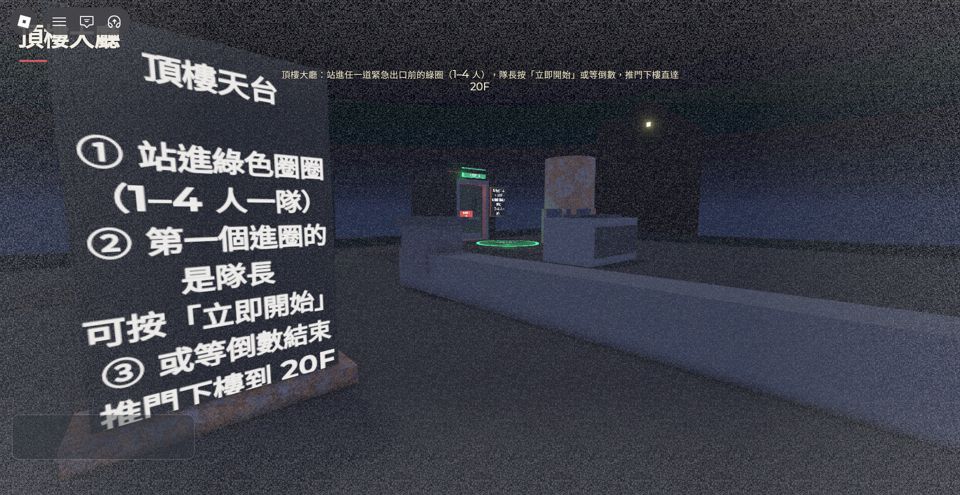 頂樓大廳
頂樓大廳：站進任一道緊急出口前的綠圈（1–4 人），隊長按「立即開始」或等倒數，推門下樓直達
20F
頂樓天台
① 站進綠色圈圈
（1–4 人一隊）
② 第一個進圈的
是隊長
可按「立即開始」
③ 或等倒數結束
推門下樓到 20F